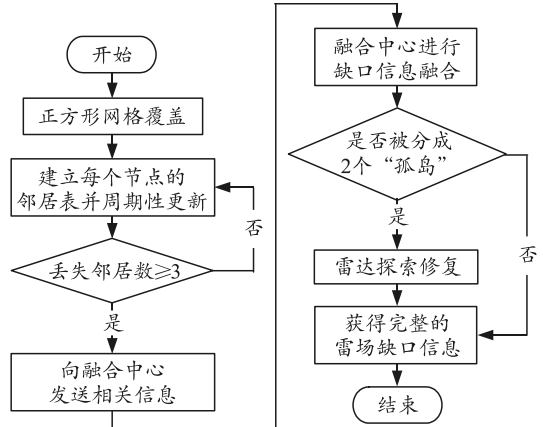 开始
正方形网格覆盖
建立每个节点的
邻居表并周期性更新
否
丢失邻居数≥3
是
向融合中心
发送相关信息
融合中心进行
缺口信息融合
是否被分成
2个“孤岛”
是
否
雷达探索修复
获得完整的
雷场缺口信息
结束